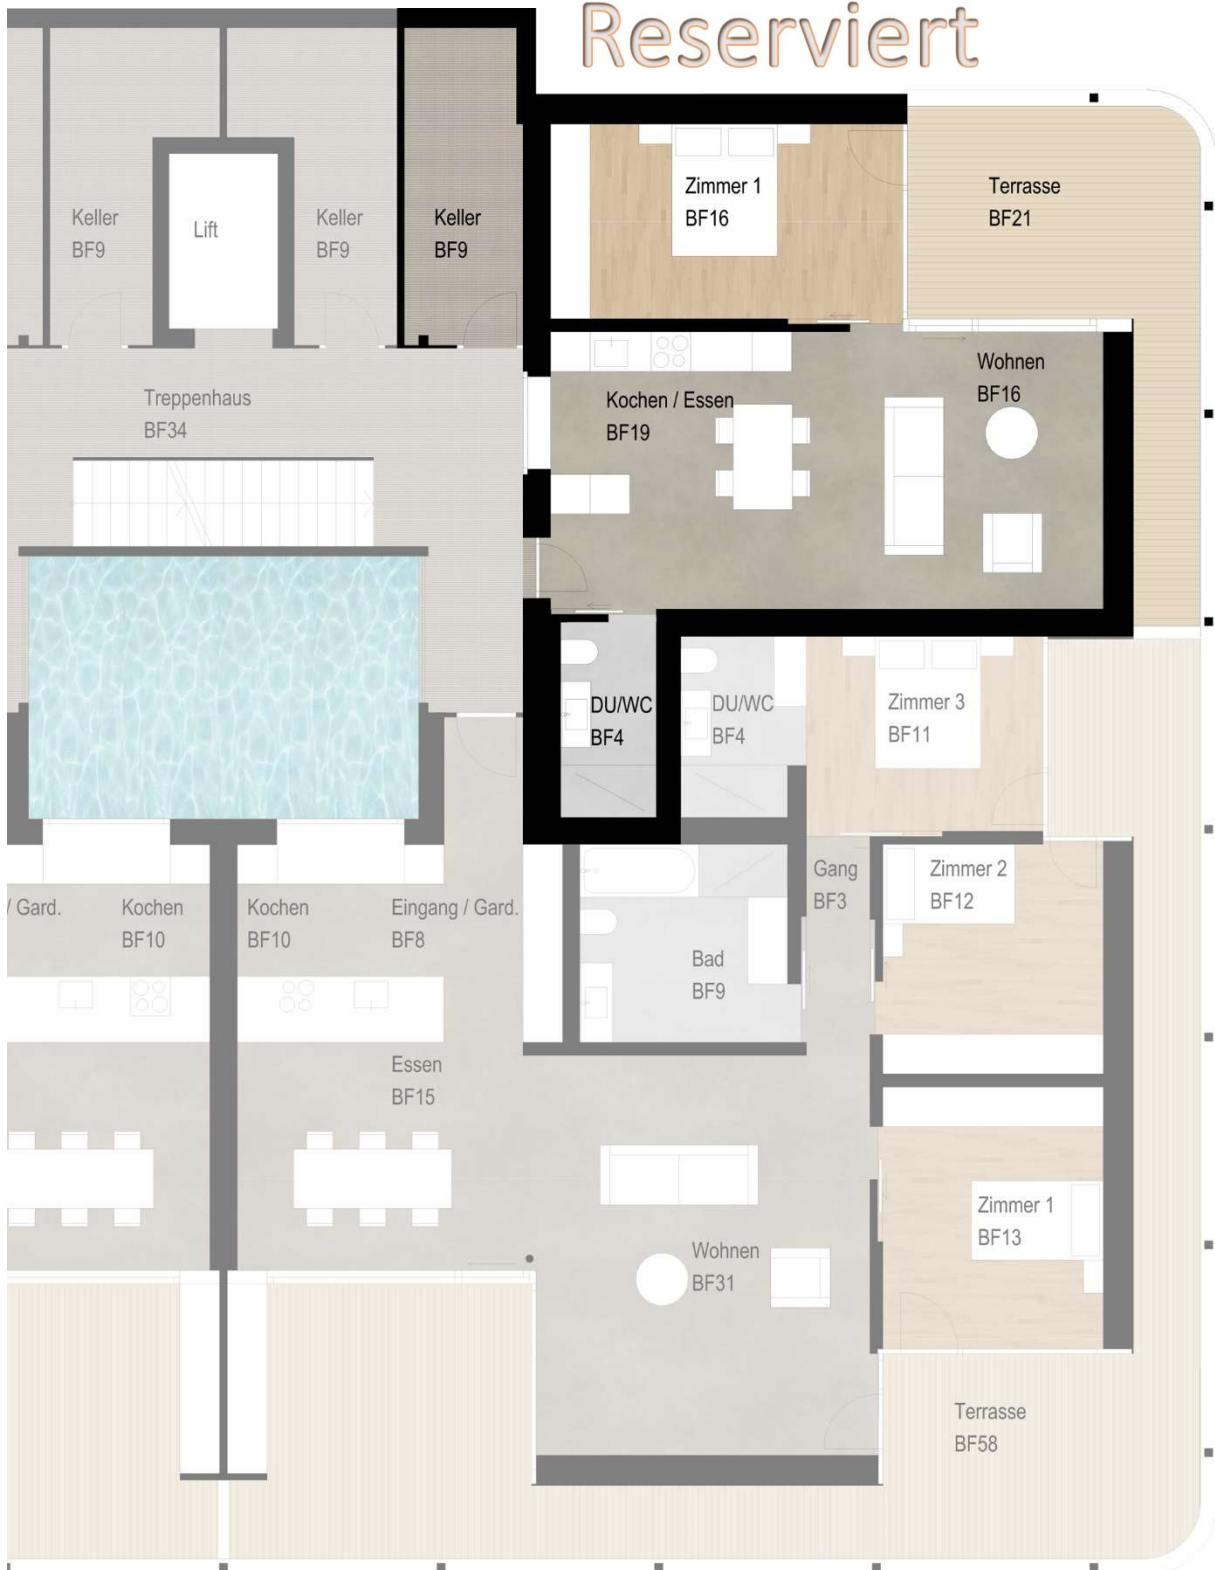 Reserviert
Keller
BF9
Lift
Keller
BF9
Keller
BF9
Zimmer 1
BF16
Terrasse
BF21
Treppenhaus
BF34
Kochen / Essen
BF19
Wohnen
BF16
DU/WC
BF4
DU/WC
BF4
Zimmer 3
BF11
/ Gard.
Kochen
BF10
Kochen
BF10
Eingang / Gard.
BF8
Bad
BF9
Gang
BF3
Zimmer 2
BF12
Essen
BF15
Wohnen
BF31
Zimmer 1
BF13
Terrasse
BF58